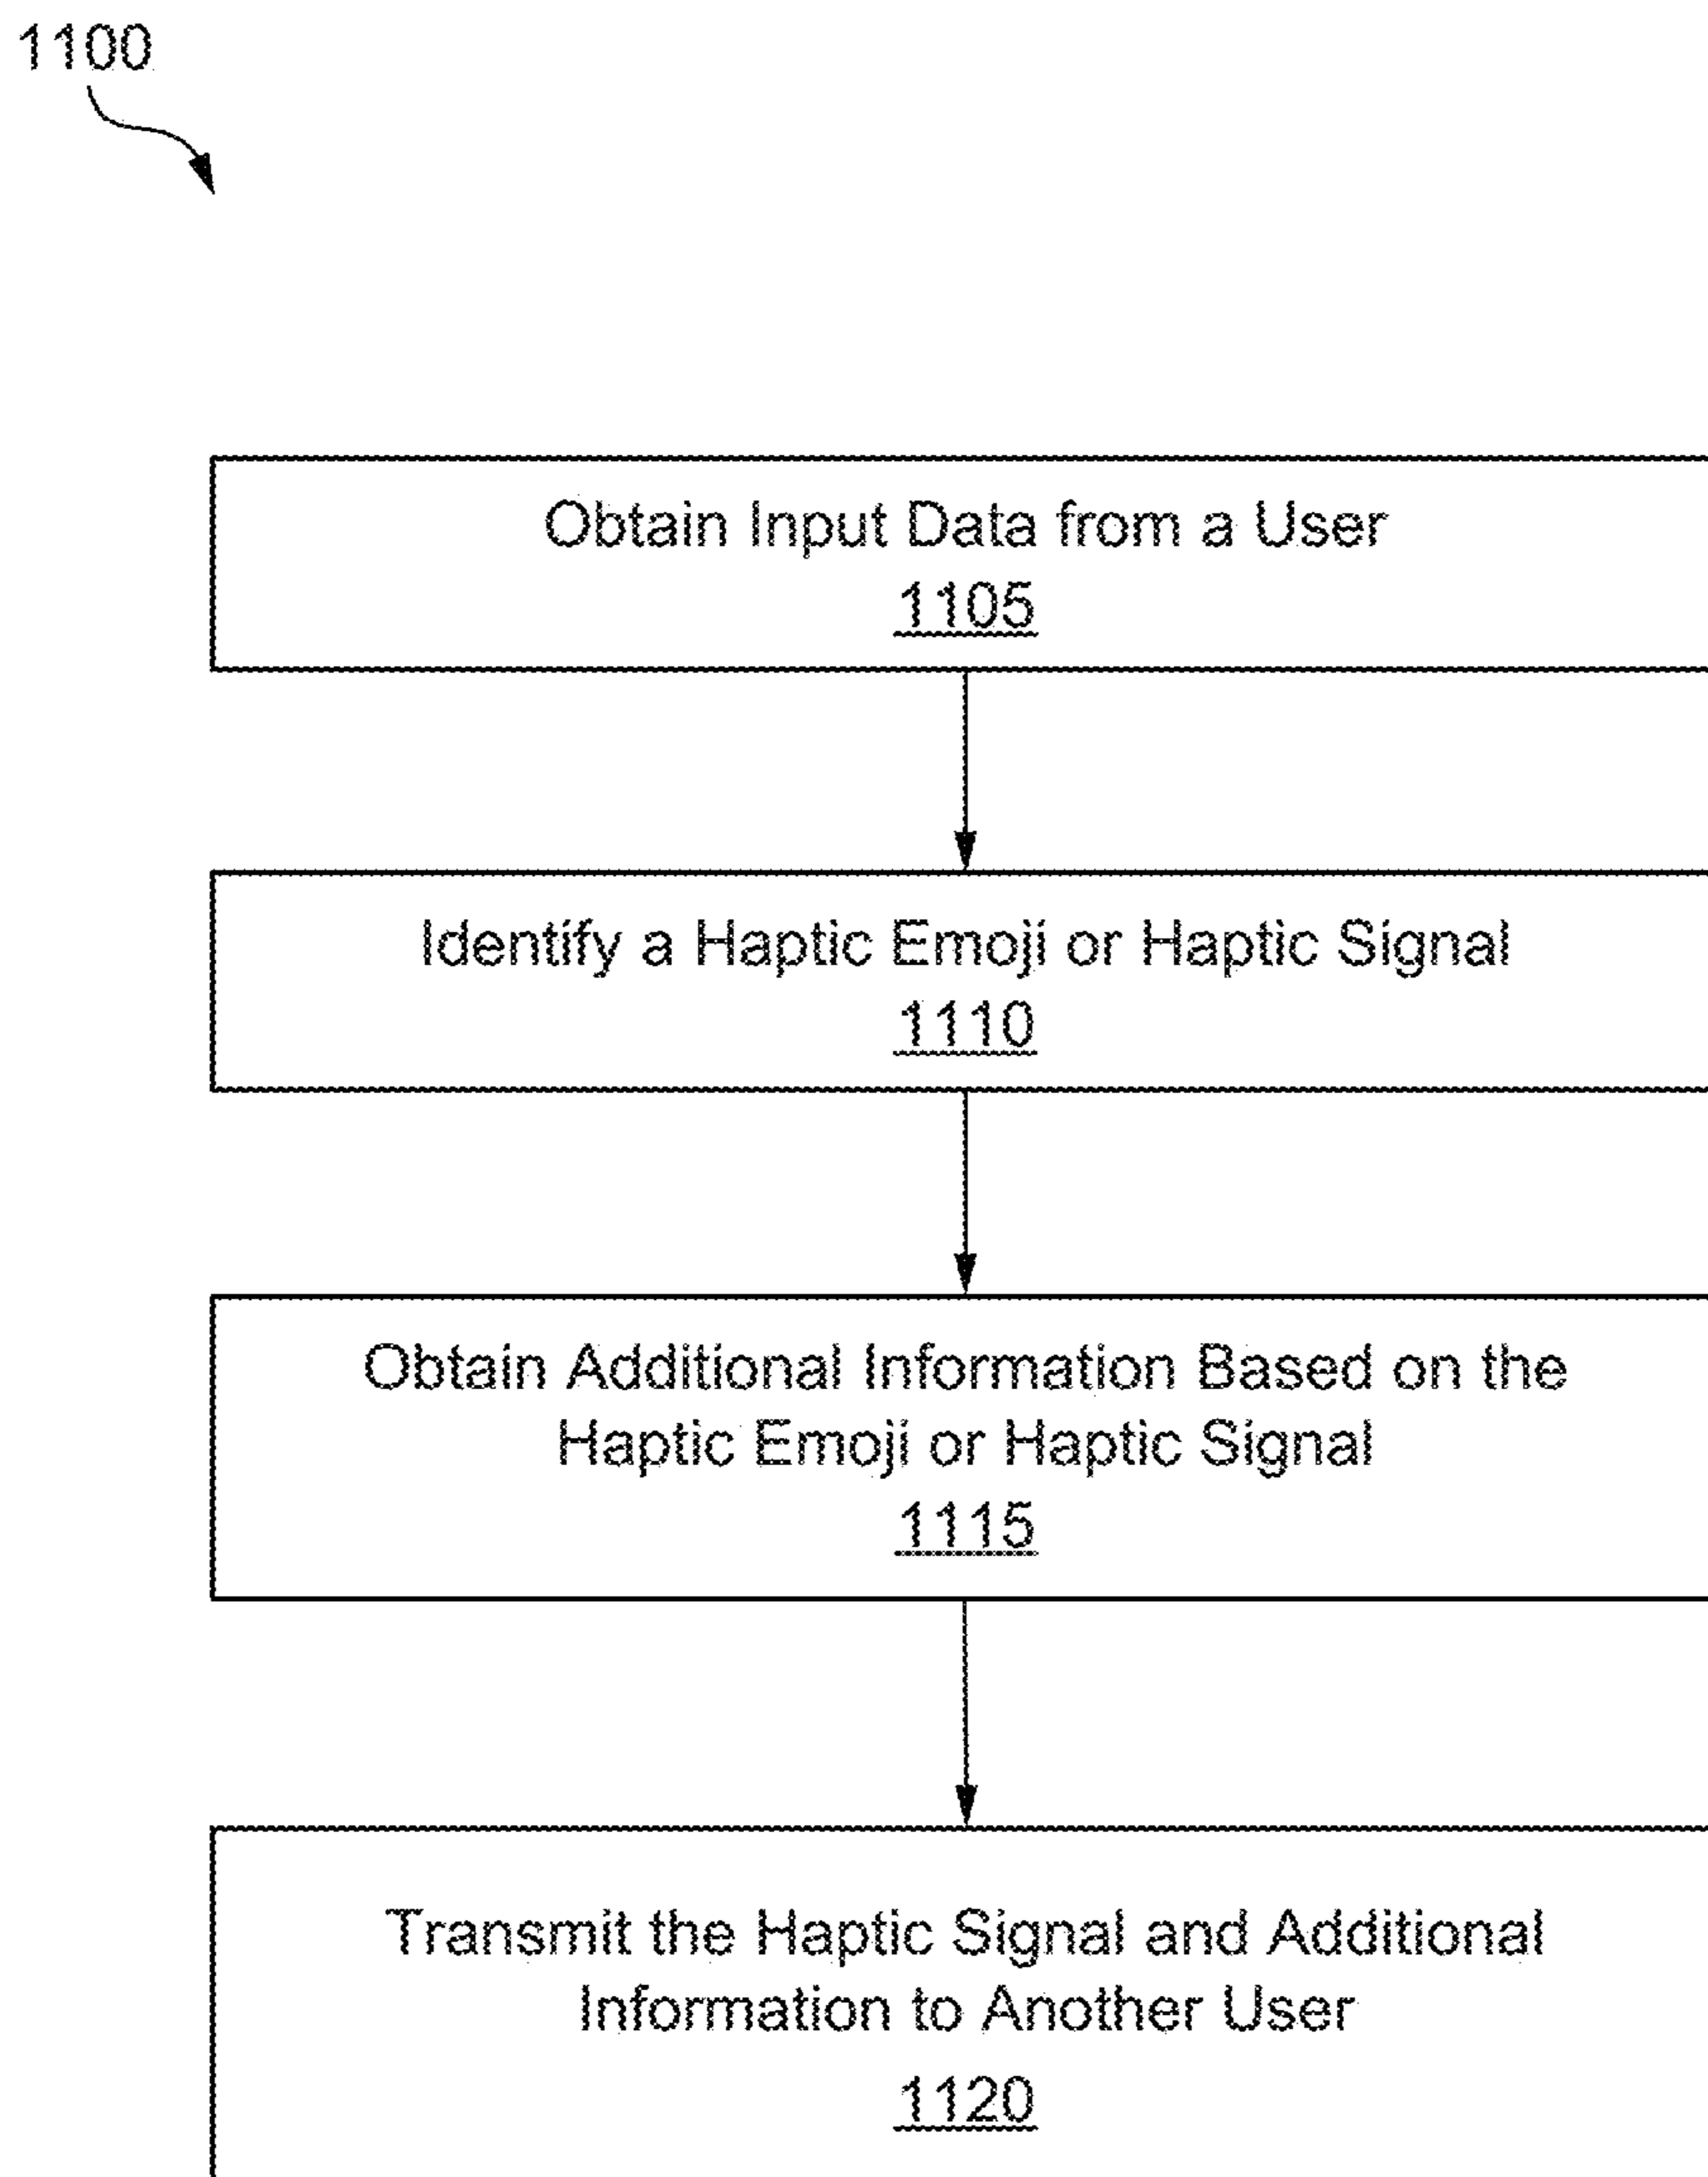 1100
Obtain Input Data from a User
1105
Identify a Haptic Emoji or Haptic Signal
1110
Obtain Additional Information Based on the
Haptic Emoji or Haptic Signal
1115
Transmit the Haptic Signal and Additional
Information to Another User
1120